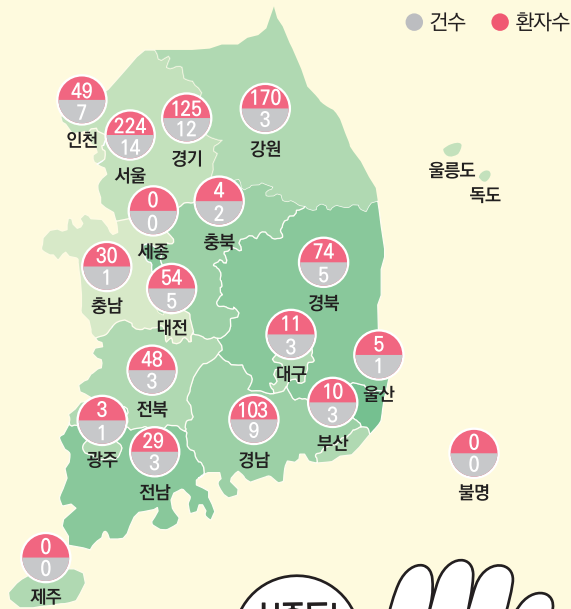 건수 환자수
49
7
인천
224
14
서울
125
12
경기
170
3
강원
울릉도
독도
0
0
세종
4
2
충북
30
1
충남
54
5
대전
74
5
경북
11
3
대구
5
1
울산
48
3
전북
10
3
부산
3
1
광주
29
3
전남
103
9
경남
0
0
불명
0
0
제주